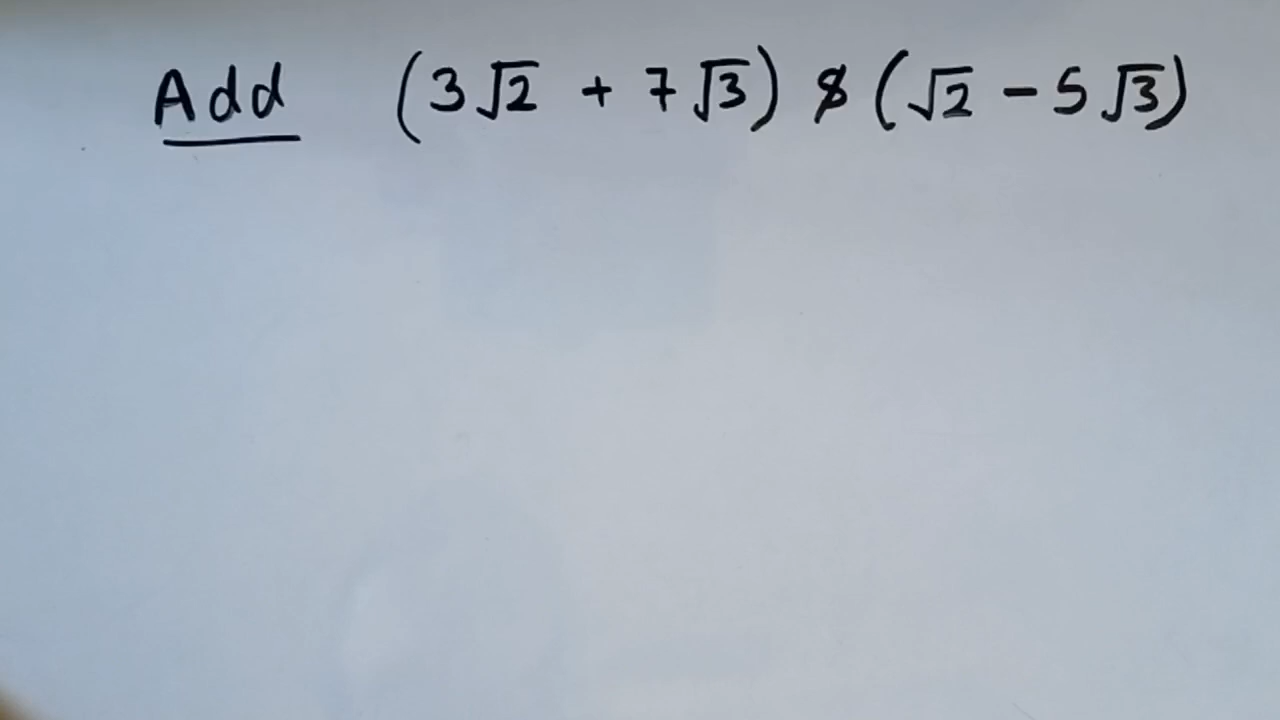 Add (3√2 + 7√3) & (√2 - 5√3)